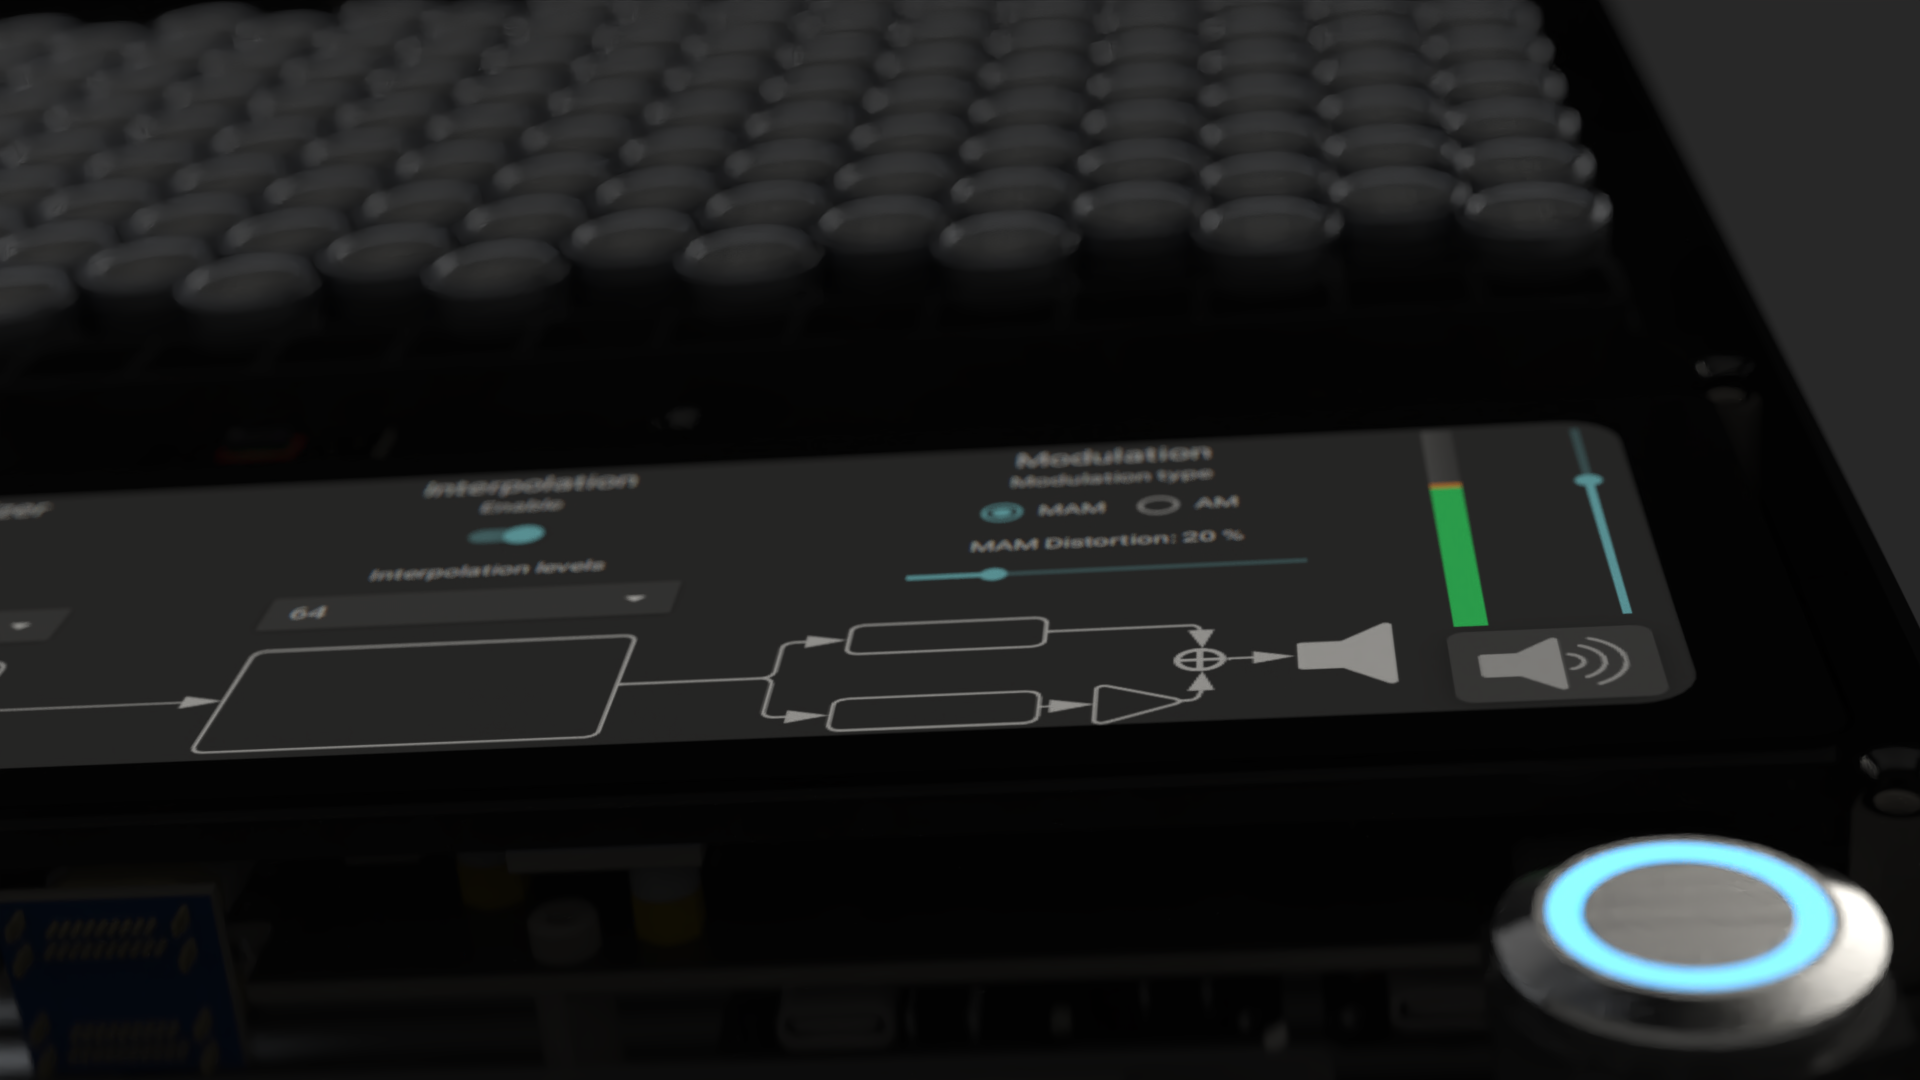 Interpolation
Enable
Interpolation levels
64
Modulation
Modulation type
MAM
AM
MAM Distortion: 20 %